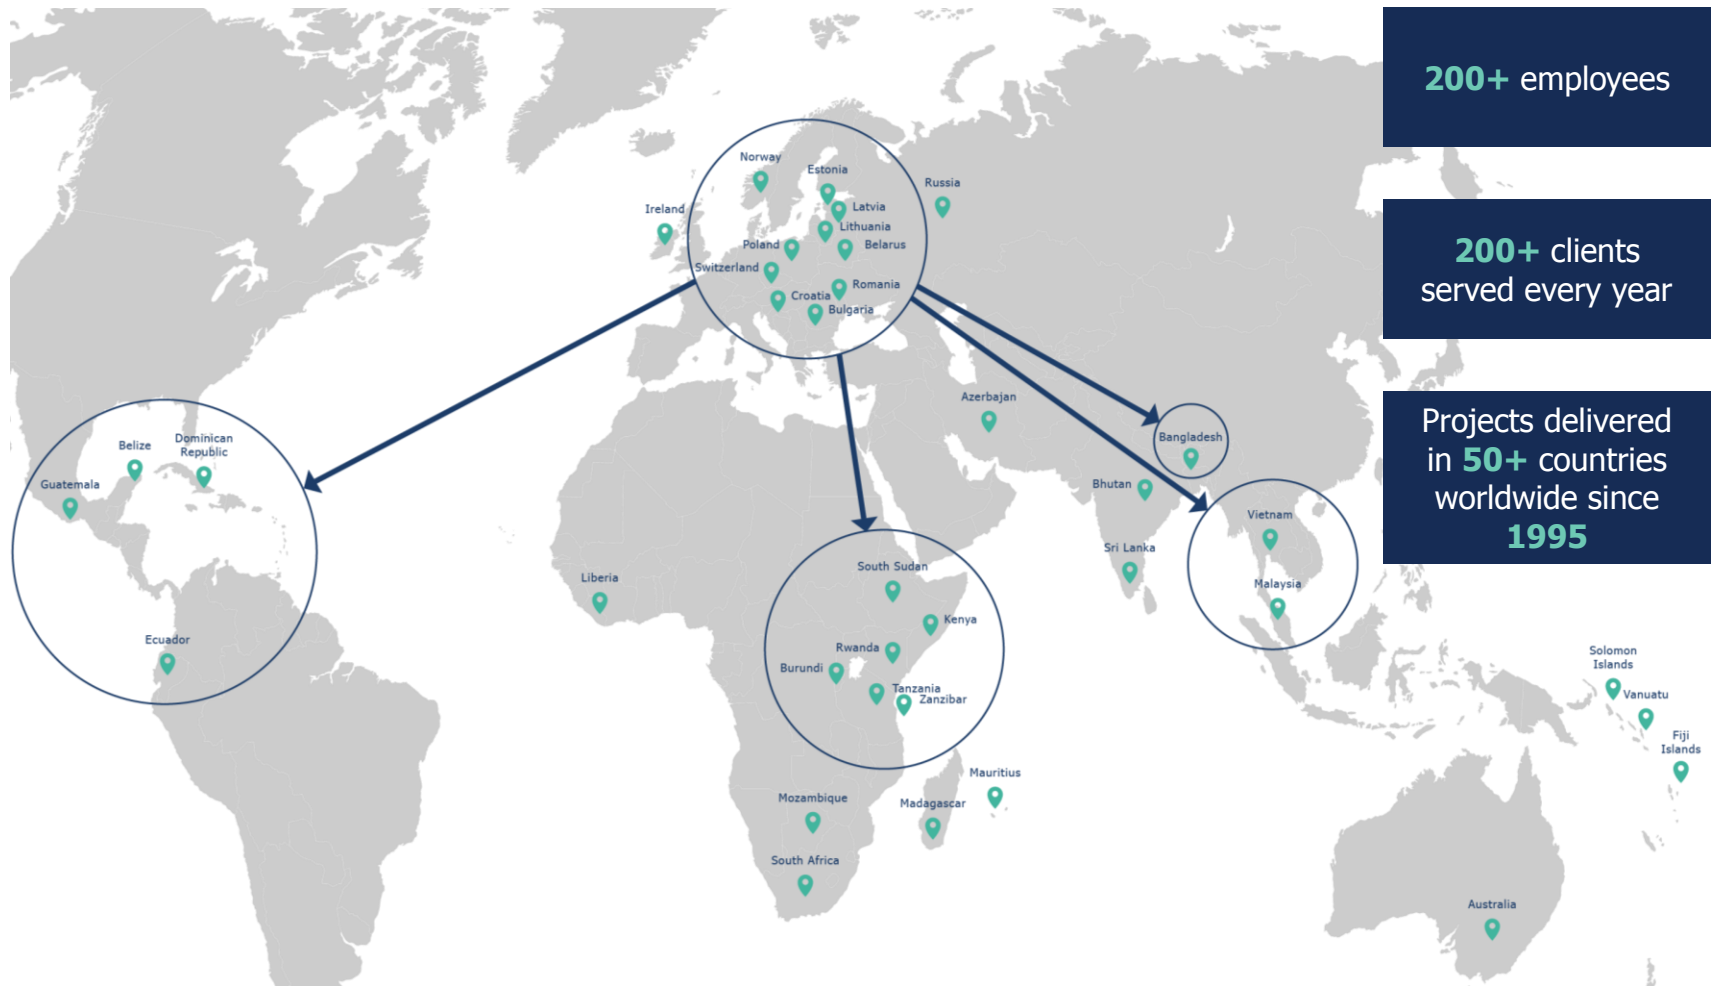 200+ employees
200+ clients
served every year
Projects delivered
in 50+ countries
worldwide since
1995
Norway
Estonia
Russia
Ireland
Latvia
Lithuania
Poland
Belarus
Switzerland
Romania
Croatia
Bulgaria
Azerbajan
Bangladesh
Belize
Dominican
Republic
Guatemala
Bhutan
Vietnam
Sri Lanka
Malaysia
Liberia
South Sudan
Kenya
Ecuador
Rwanda
Burundi
Tanzania
Zanzibar
Solomon
Islands
Vanuatu
Fiji
Islands
Mauritius
Mozambique
Madagascar
South Africa
Australia